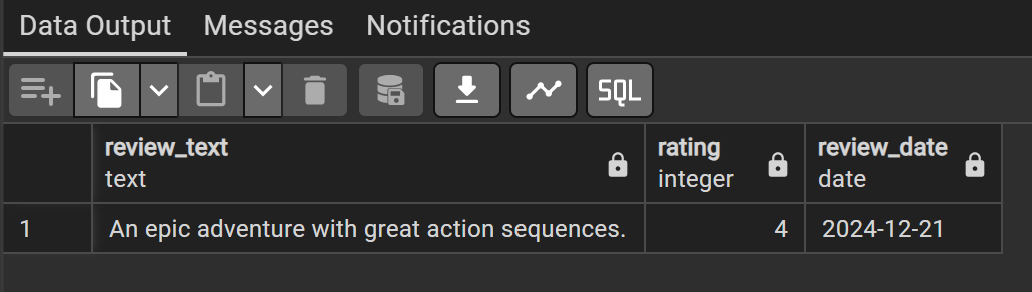 Data Output Messages Notifications
SQL
review_text rating review_date
text integer date
1 An epic adventure with great action sequences. 4 2024-12-21